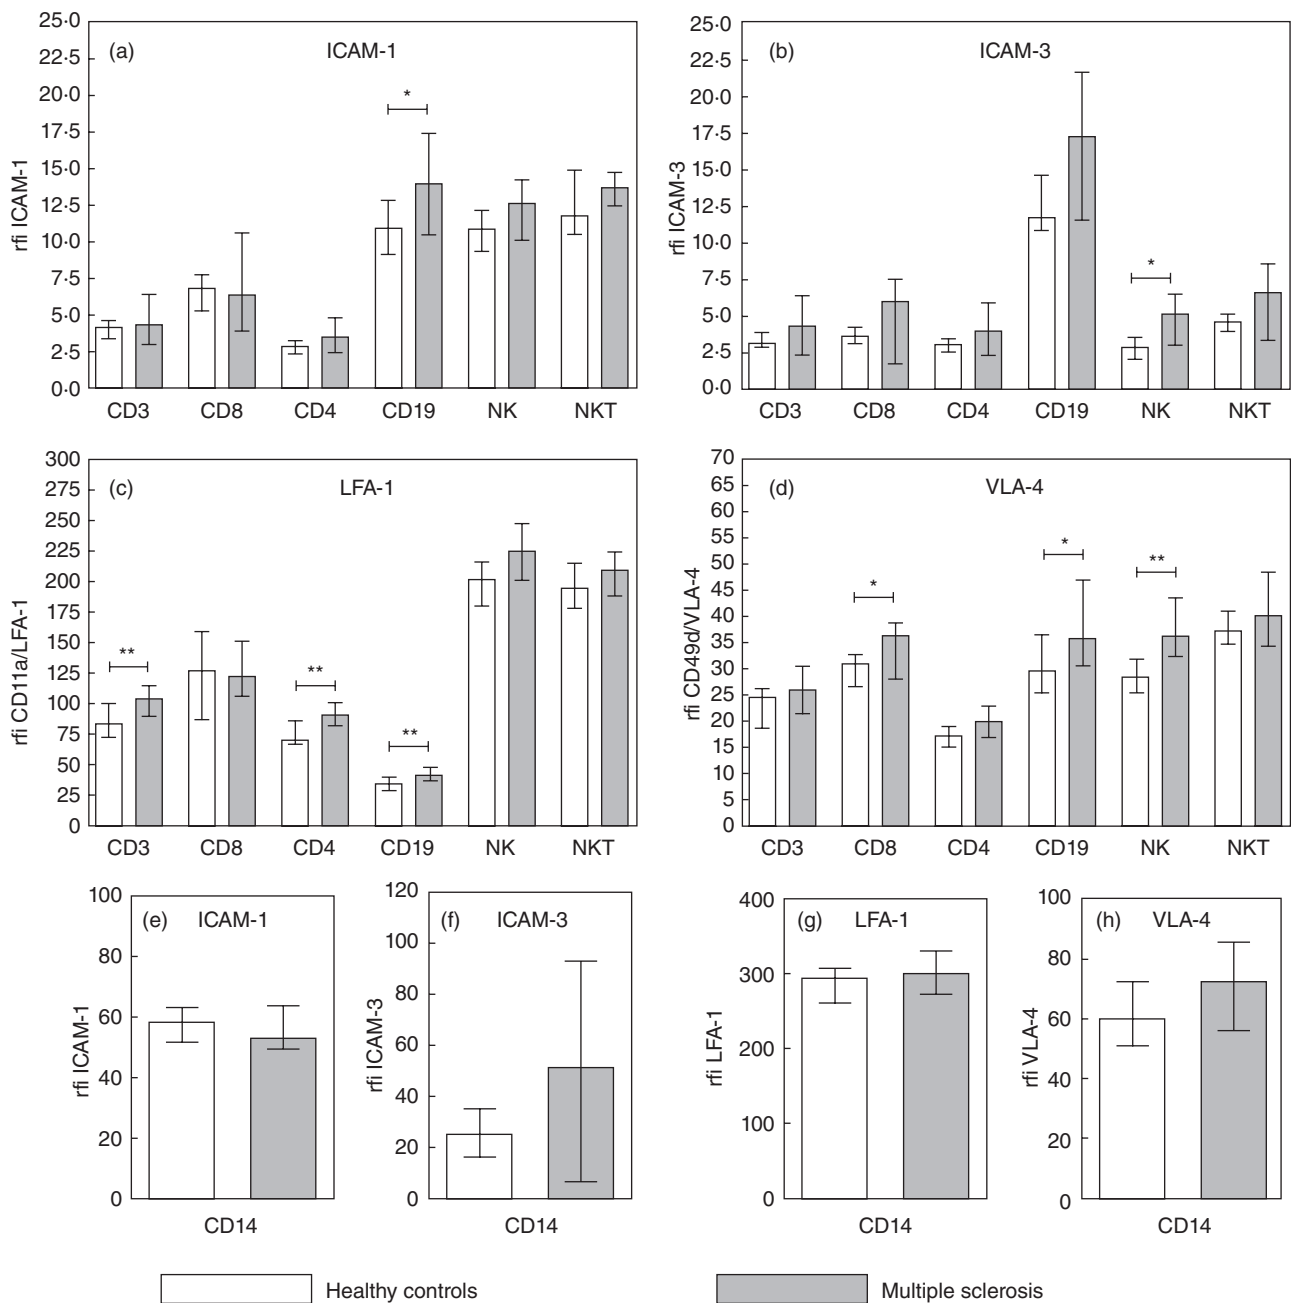 (a) ICAM-1
rfi ICAM-1
25·0
22·5
20·0
17·5
15·0
12·5
10·0
7·5
5·0
2·5
0·0
*
CD3 CD8 CD4 CD19 NK NKT
(b) ICAM-3
rfi ICAM-3
25·0
22·5
20·0
17·5
15·0
12·5
10·0
7·5
5·0
2·5
0·0
*
CD3 CD8 CD4 CD19 NK NKT
(c) LFA-1
rfi CD11a/LFA-1
300
275
250
225
200
175
150
125
100
75
50
25
0
** ** **
CD3 CD8 CD4 CD19 NK NKT
(d) VLA-4
rfi CD49d/VLA-4
70
65
60
55
50
45
40
35
30
25
20
15
10
5
0
* * **
CD3 CD8 CD4 CD19 NK NKT
(e) ICAM-1
rfi ICAM-1
100
80
60
40
20
0
CD14
(f) ICAM-3
rfi ICAM-3
120
100
80
60
40
20
0
CD14
(g) LFA-1
rfi LFA-1
400
300
200
100
0
CD14
(h) VLA-4
rfi VLA-4
100
80
60
40
20
0
CD14
Healthy controls
Multiple sclerosis